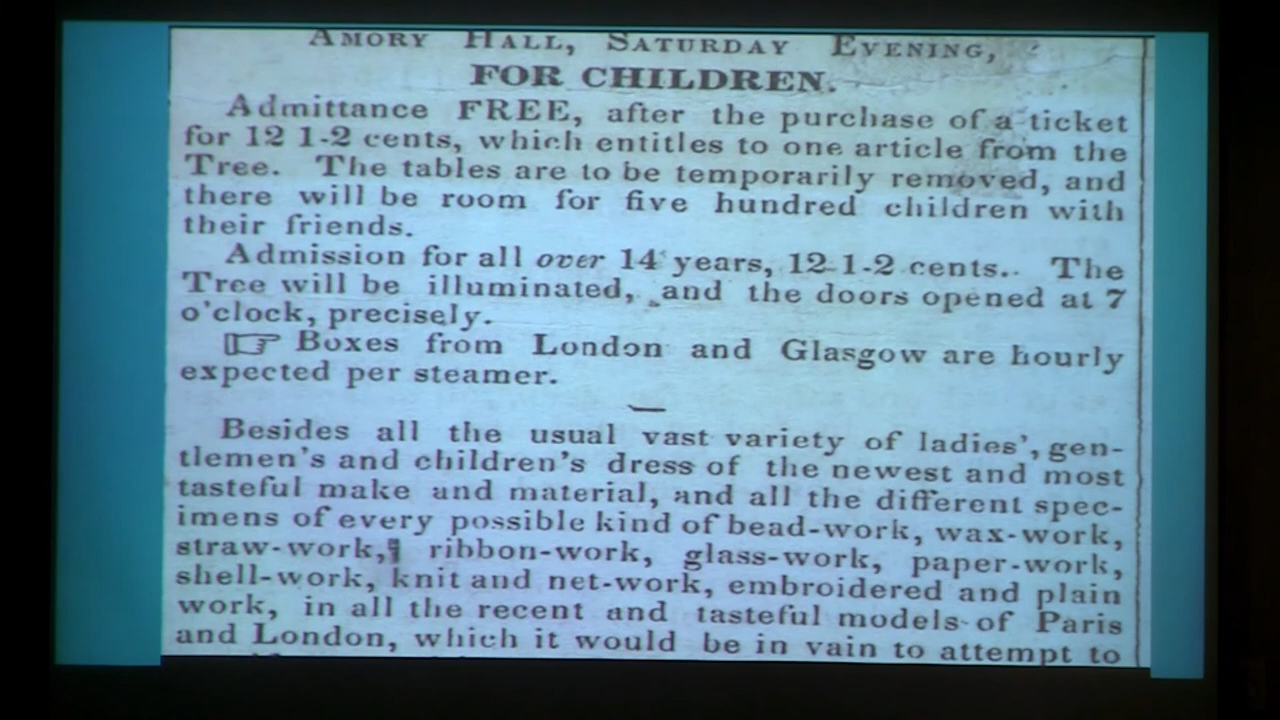 AMORY HALL, SATURDAY EVENING,
FOR CHILDREN.
Admittance FREE, after the purchase of a ticket
for 12 1-2 cents, which entitles to one article from the
Tree. The tables are to be temporarily removed, and
there will be room for five hundred children with
their friends.
Admission for all over 14 years, 12 1-2 cents. The
Tree will be illuminated, and the doors opened at 7
o'clock, precisely.
☞ Boxes from London and Glasgow are hourly
expected per steamer.
Besides all the usual vast variety of ladies', gen-
tlemen's and children's dress of the newest and most
tasteful make and material, and all the different spec-
imens of every possible kind of bead-work, wax-work,
straw-work, ribbon-work, glass-work, paper-work,
shell-work, knit and net-work, embroidered and plain
work, in all the recent and tasteful models of Paris
and London, which it would be in vain to attempt to